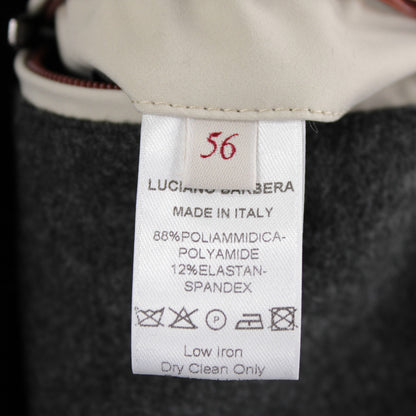 56
LUCIANO BARBERA
MADE IN ITALY
88%POLIAMMIDICA-
POLYAMIDE
12%ELASTAN-
SPANDEX
P
Low iron
Dry Clean Only